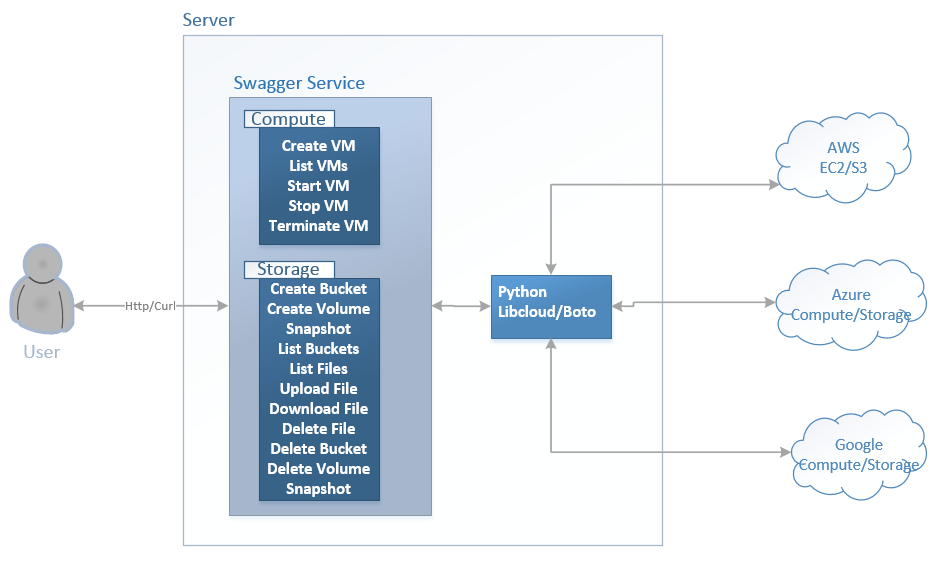 Server
Swagger Service
Compute
Create VM
List VMs
Start VM
Stop VM
Terminate VM
Storage
Create Bucket
Create Volume
Snapshot
List Buckets
List Files
Upload File
Download File
Delete File
Delete Bucket
Delete Volume
Snapshot
User
Http/Curl
Python
Libcloud/Boto
AWS
EC2/S3
Azure
Compute/Storage
Google
Compute/Storage